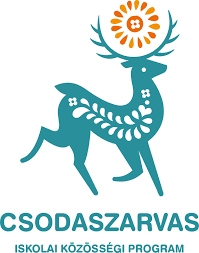 CSODASZARVAS
ISKOLAI KÖZÖSSÉGI PROGRAM